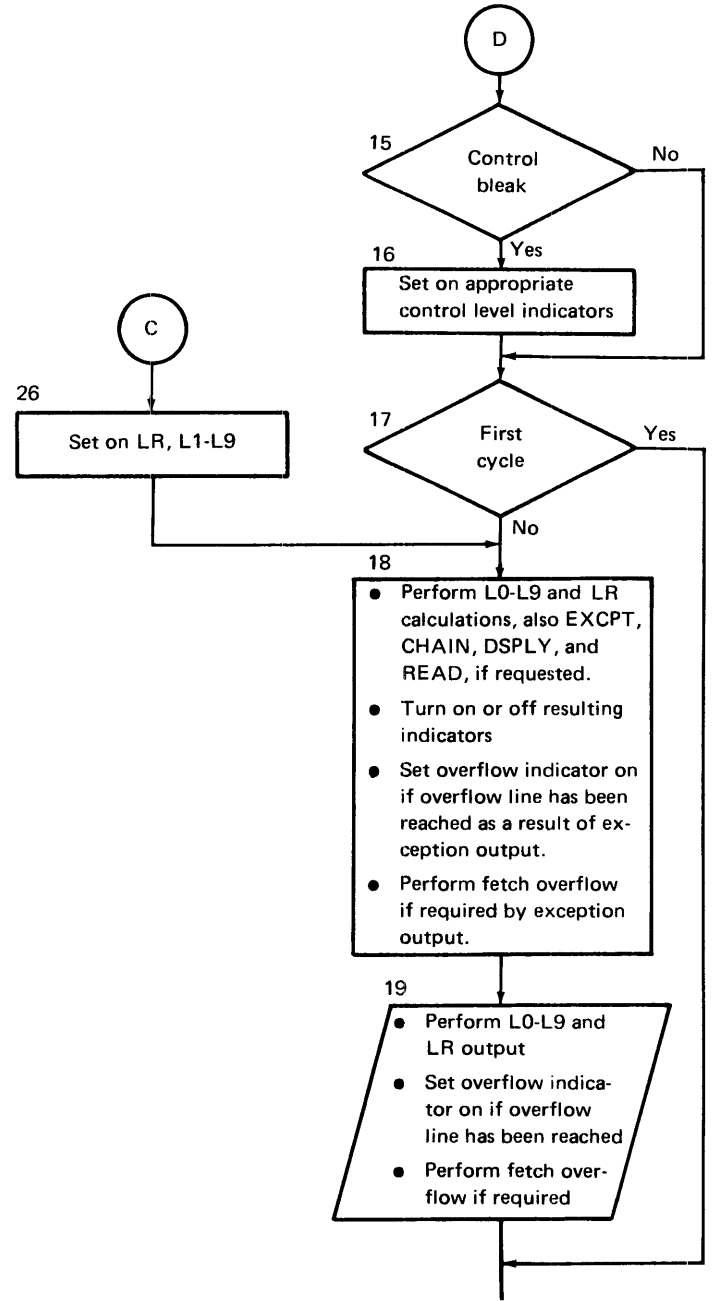 D
15
Control
bleak
No
Yes
16
Set on appropriate
control level indicators
C
26
Set on LR, L1-L9
17
First
cycle
Yes
No
18
● Perform L0-L9 and LR
calculations, also EXCPT,
CHAIN, DSPLY, and
READ, if requested.
● Turn on or off resulting
indicators
● Set overflow indicator on
if overflow line has been
reached as a result of ex-
ception output.
● Perform fetch overflow
if required by exception
output.
19
● Perform L0-L9 and
LR output
● Set overflow indica-
tor on if overflow
line has been reached
● Perform fetch over-
flow if required